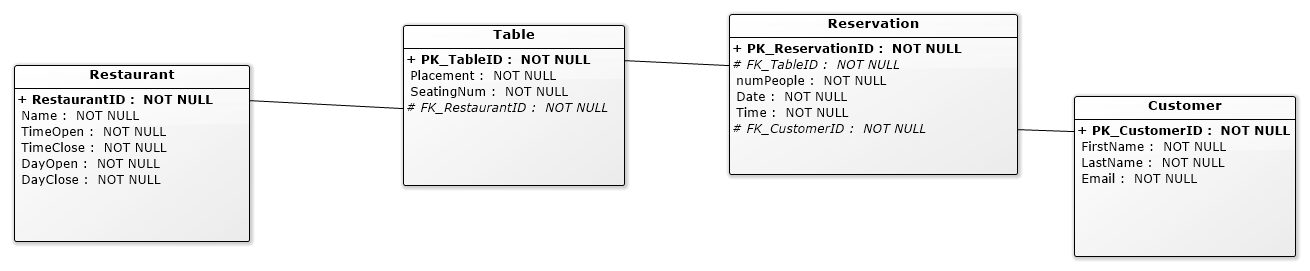 Restaurant
+ RestaurantID : NOT NULL
Name : NOT NULL
TimeOpen : NOT NULL
TimeClose : NOT NULL
DayOpen : NOT NULL
DayClose : NOT NULL
Table
+ PK_TableID : NOT NULL
Placement : NOT NULL
SeatingNum : NOT NULL
# FK_RestaurantID : NOT NULL
Reservation
+ PK_ReservationID : NOT NULL
# FK_TableID : NOT NULL
numPeople : NOT NULL
Date : NOT NULL
Time : NOT NULL
# FK_CustomerID : NOT NULL
Customer
+ PK_CustomerID : NOT NULL
FirstName : NOT NULL
LastName : NOT NULL
Email : NOT NULL